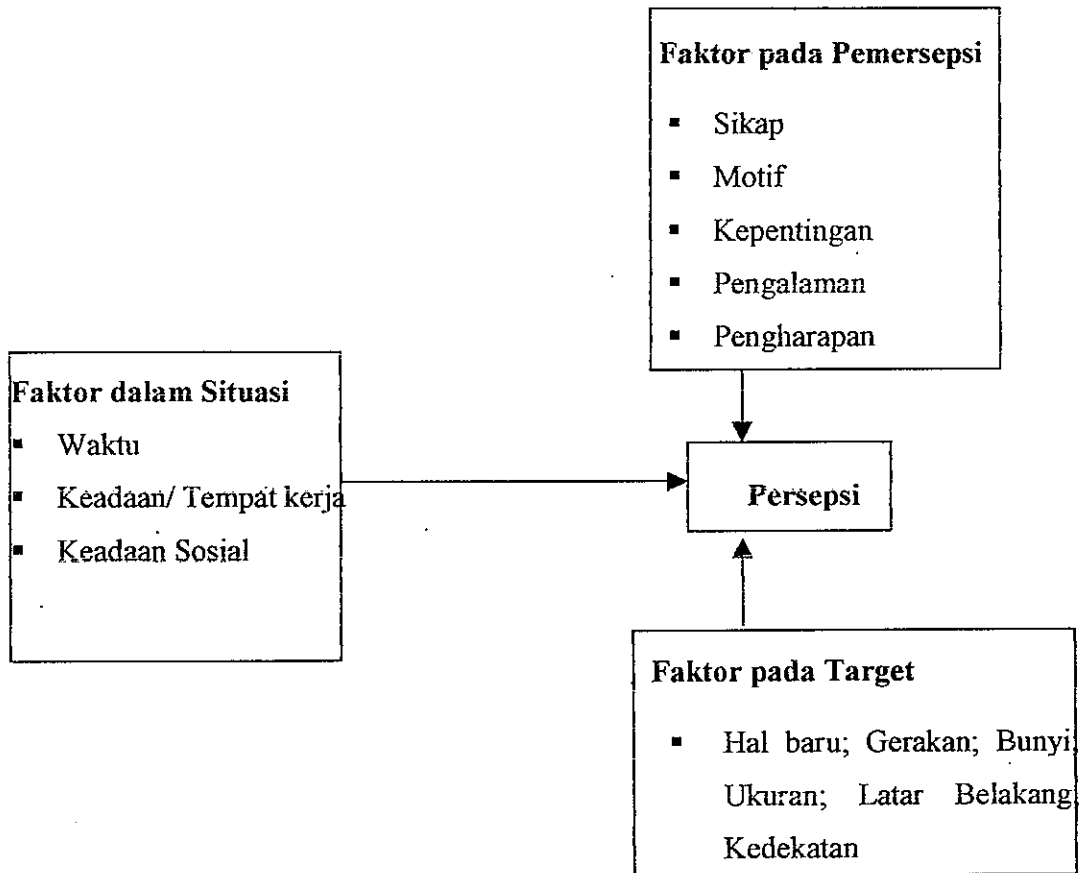 Faktor pada Pemersepsi
▪ Sikap
▪ Motif
▪ Kepentingan
▪ Pengalaman
▪ Pengharapan
Faktor dalam Situasi
▪ Waktu
▪ Keadaan/ Tempat kerja
▪ Keadaan Sosial
Persepsi
Faktor pada Target
▪ Hal baru; Gerakan; Bunyi;
Ukuran; Latar Belakang;
Kedekatan